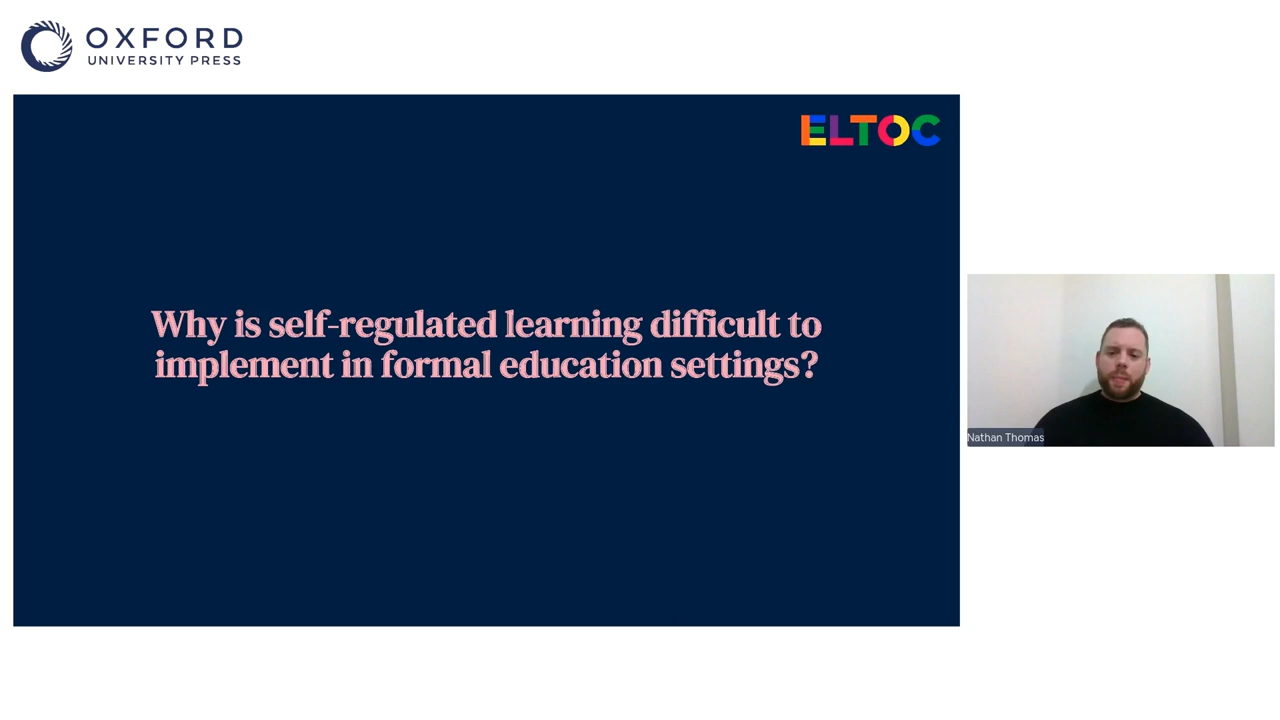 OXFORD
UNIVERSITY PRESS
ELTOC
Why is self-regulated learning difficult to
implement in formal education settings?
Nathan Thomas